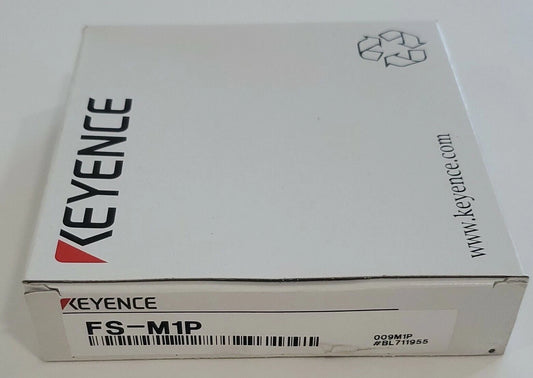 KEYENCE
www.keyence.com
KEYENCE
FS-M1P
009M1P
#BL711955